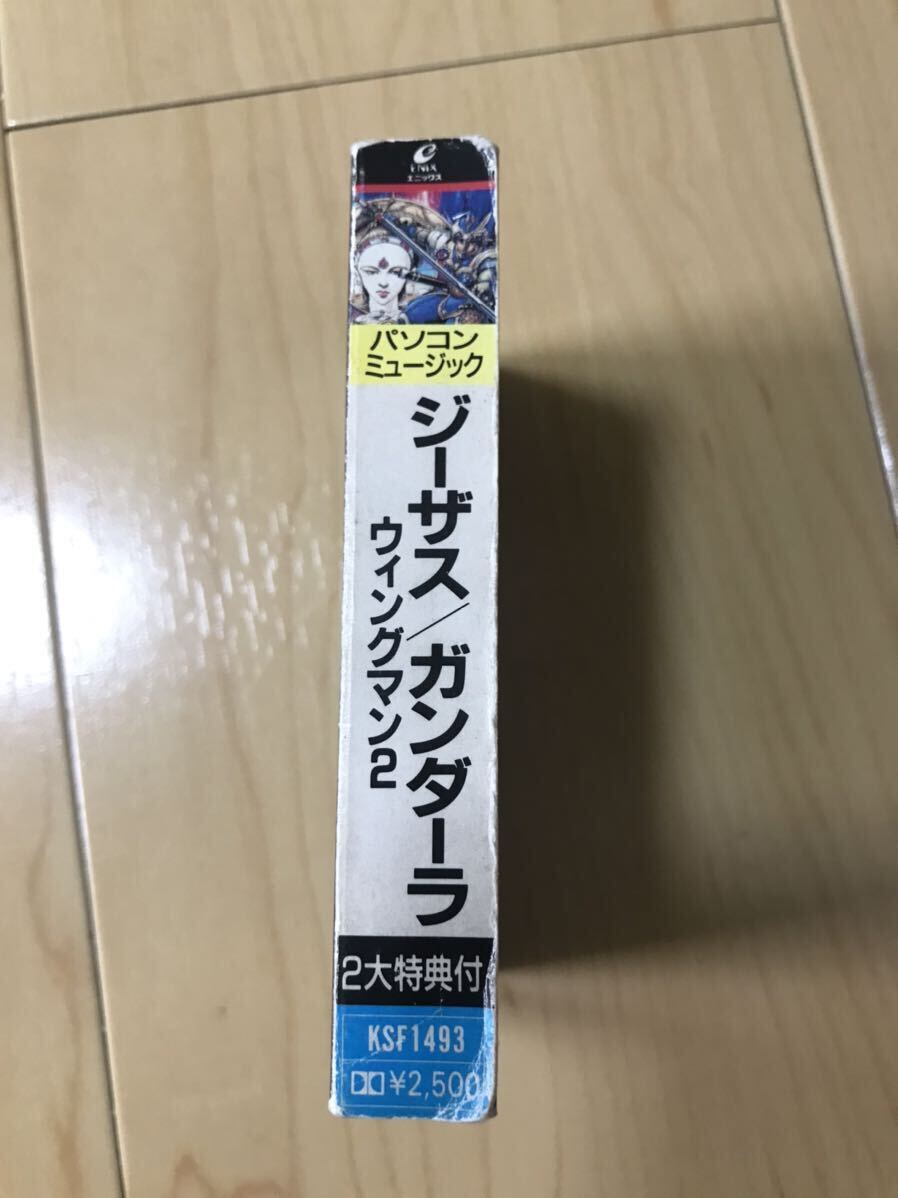 ENIX
エニックス
パソコン
ミュージック
ジーザス／ガンダーラ
ウィングマン2
2大特典付
KSF1493
¥2,500